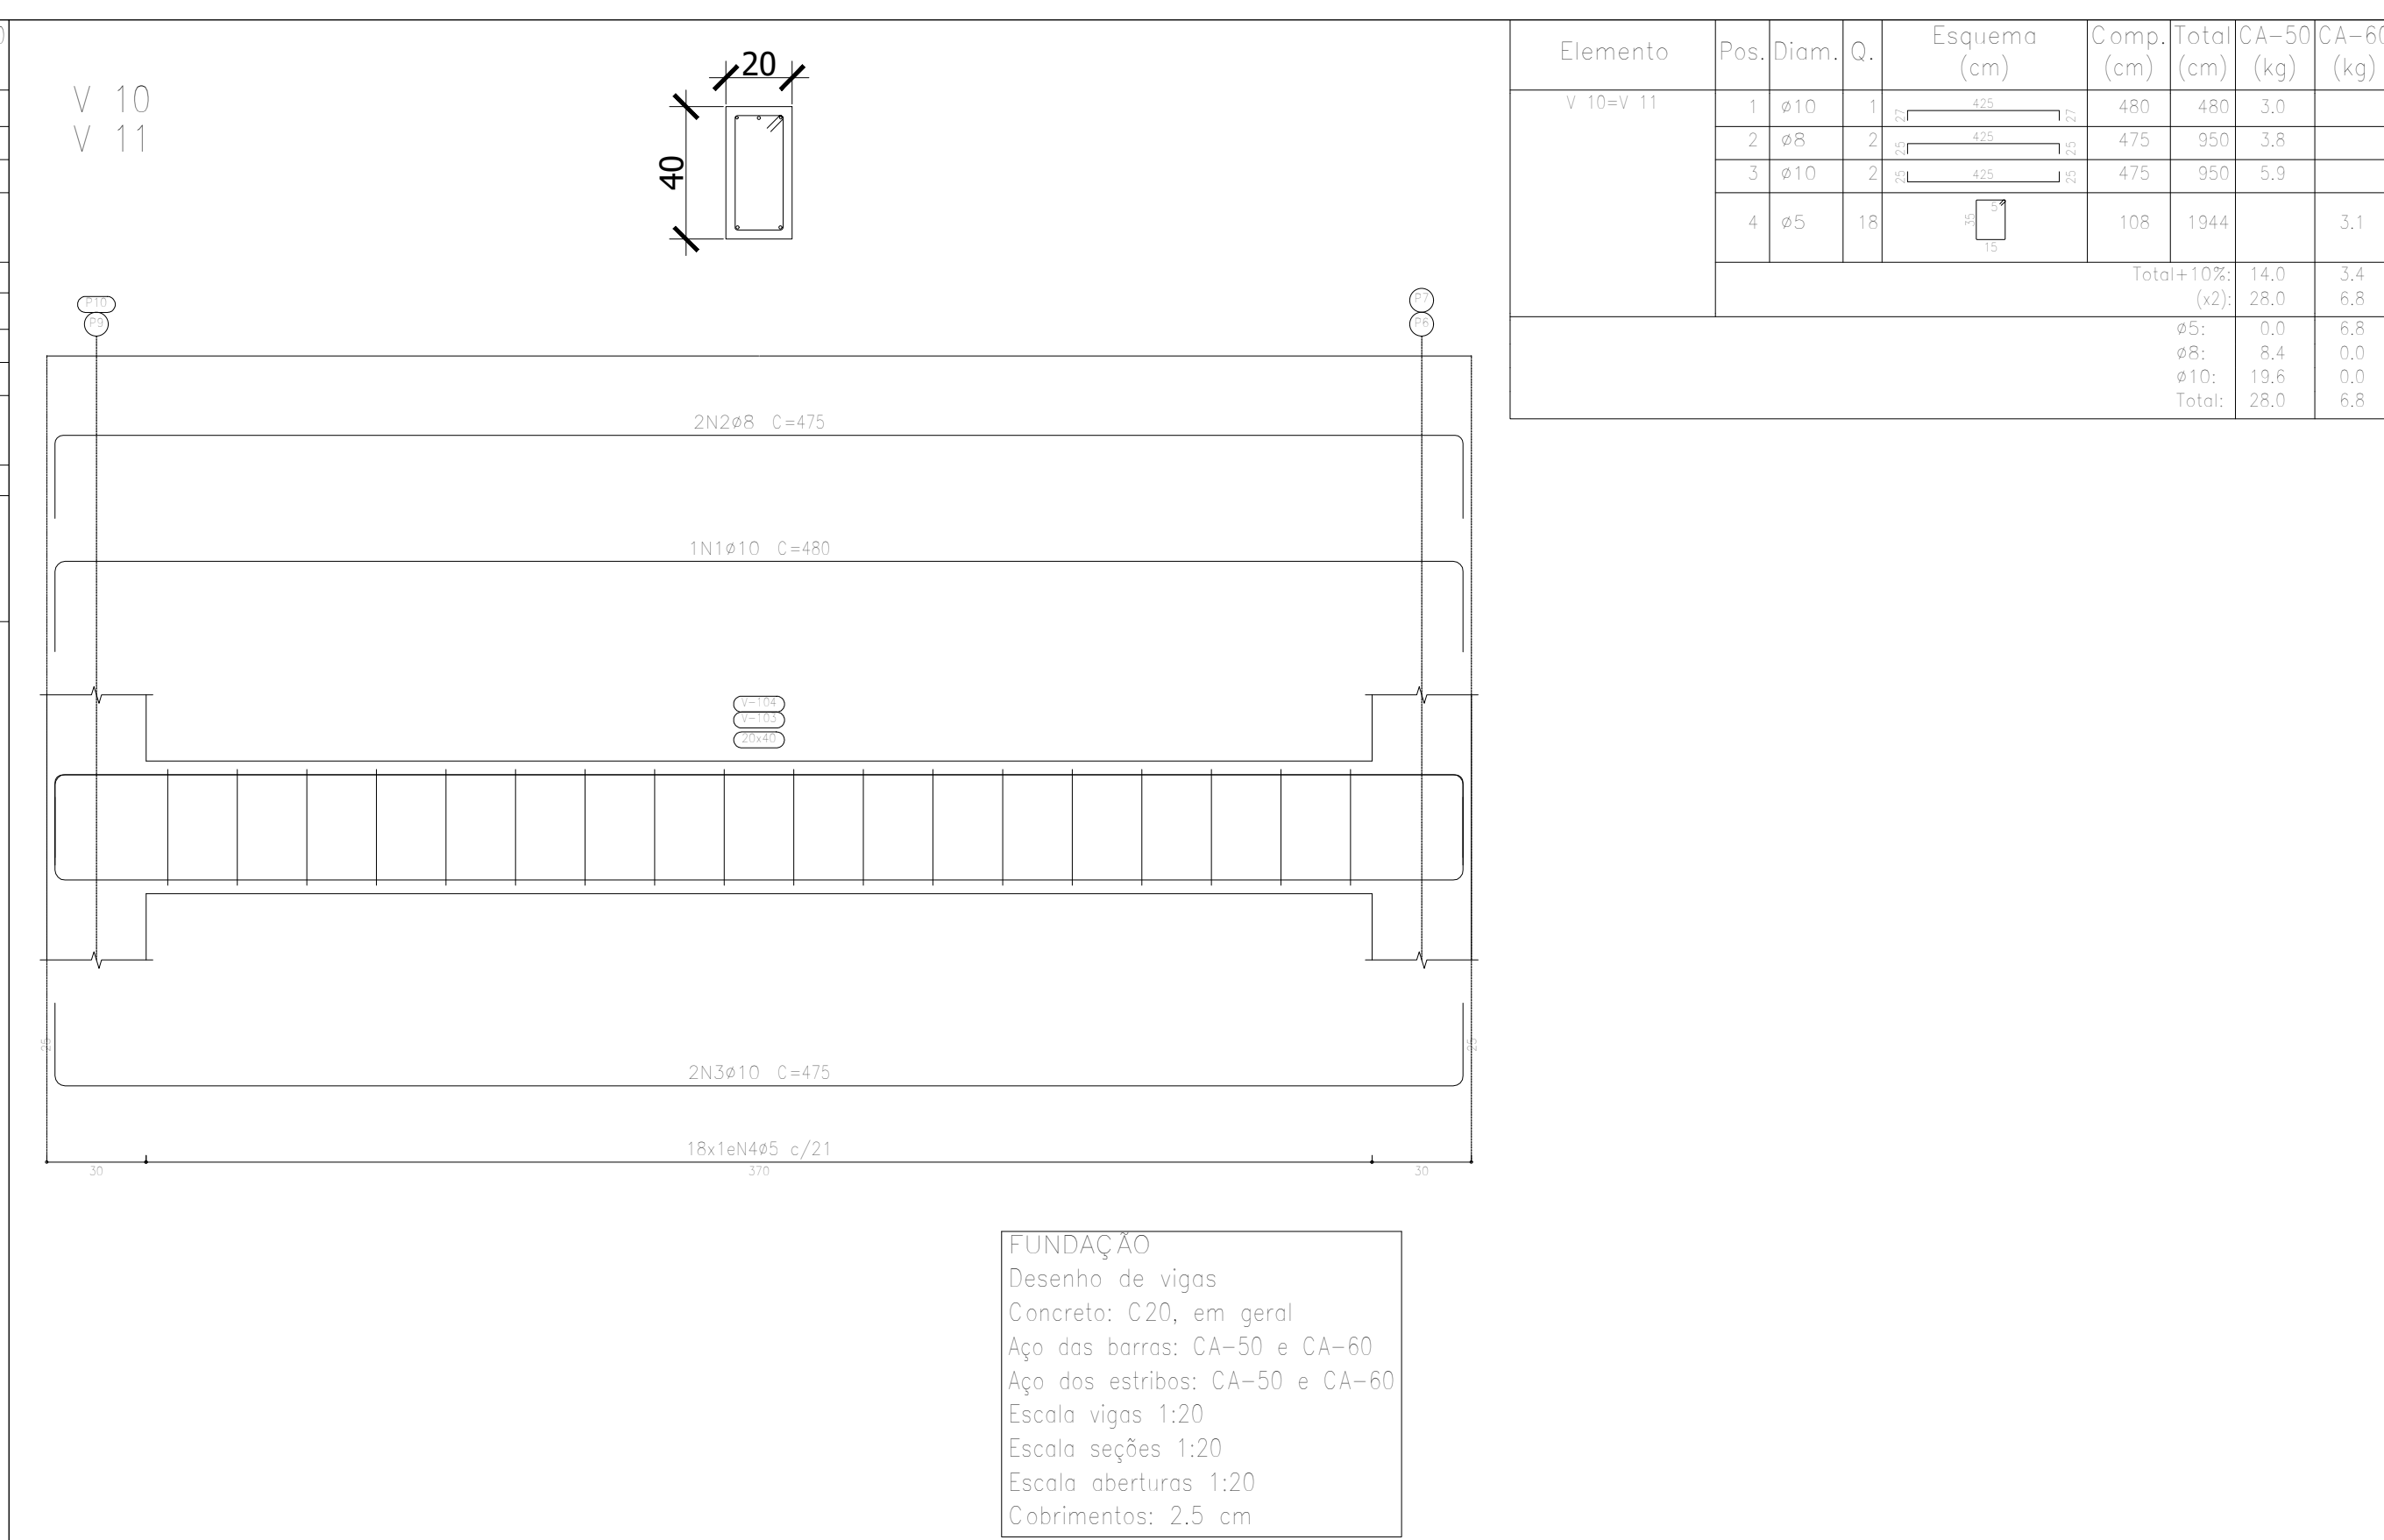 V 10
V 11
20
40
P10
P9
P7
P6
2N2ø8 C=475
1N1ø10 C=480
V-104
V-103
20x40
25
25
2N3ø10 C=475
18x1eN4ø5 c/21
30
370
30
Elemento Pos. Diam. Q. Esquema (cm) Comp. (cm) Total (cm) CA-50 (kg) CA-60 (kg)
V 10=V 11 1 ø10 1 27 425 27 480 480 3.0
2 ø8 2 25 425 25 475 950 3.8
3 ø10 2 25 425 25 475 950 5.9
4 ø5 18 35 5 15 108 1944 3.1
Total+10%: 14.0 3.4
(x2): 28.0 6.8
ø5: 0.0 6.8
ø8: 8.4 0.0
ø10: 19.6 0.0
Total: 28.0 6.8
FUNDAÇÃO
Desenho de vigas
Concreto: C20, em geral
Aço das barras: CA-50 e CA-60
Aço dos estribos: CA-50 e CA-60
Escala vigas 1:20
Escala seções 1:20
Escala aberturas 1:20
Cobrimentos: 2.5 cm